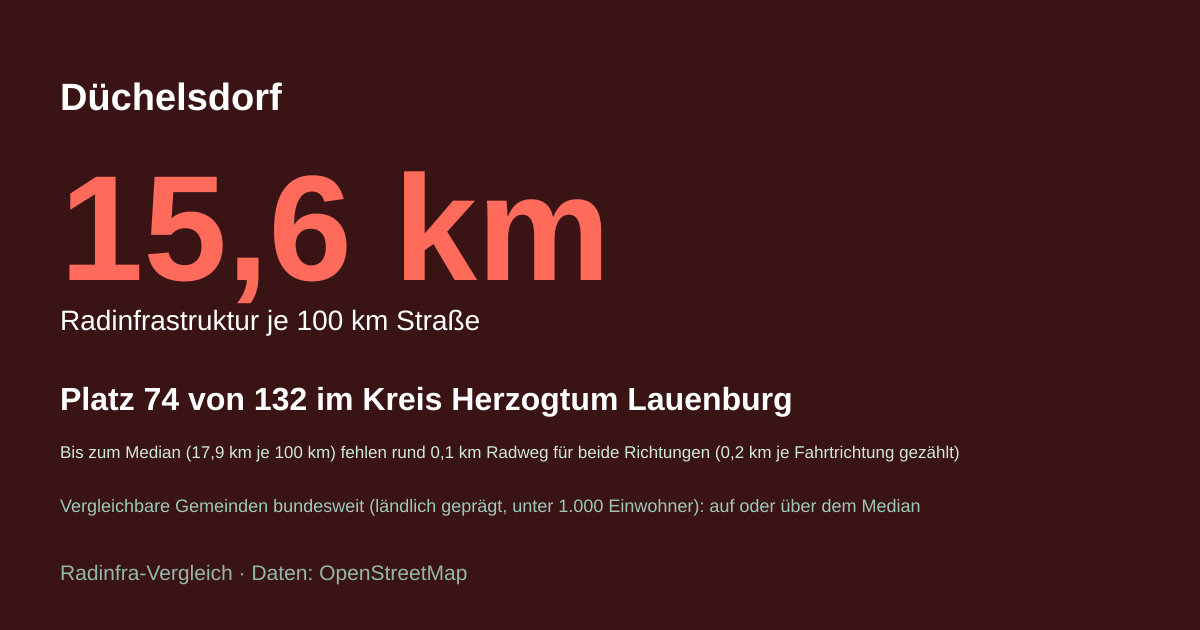 Düchelsdorf
15,6 km
Radinfrastruktur je 100 km Straße
Platz 74 von 132 im Kreis Herzogtum Lauenburg
Bis zum Median (17,9 km je 100 km) fehlen rund 0,1 km Radweg für beide Richtungen (0,2 km je Fahrtrichtung gezählt)
Vergleichbare Gemeinden bundesweit (ländlich geprägt, unter 1.000 Einwohner): auf oder über dem Median
Radinfra-Vergleich · Daten: OpenStreetMap